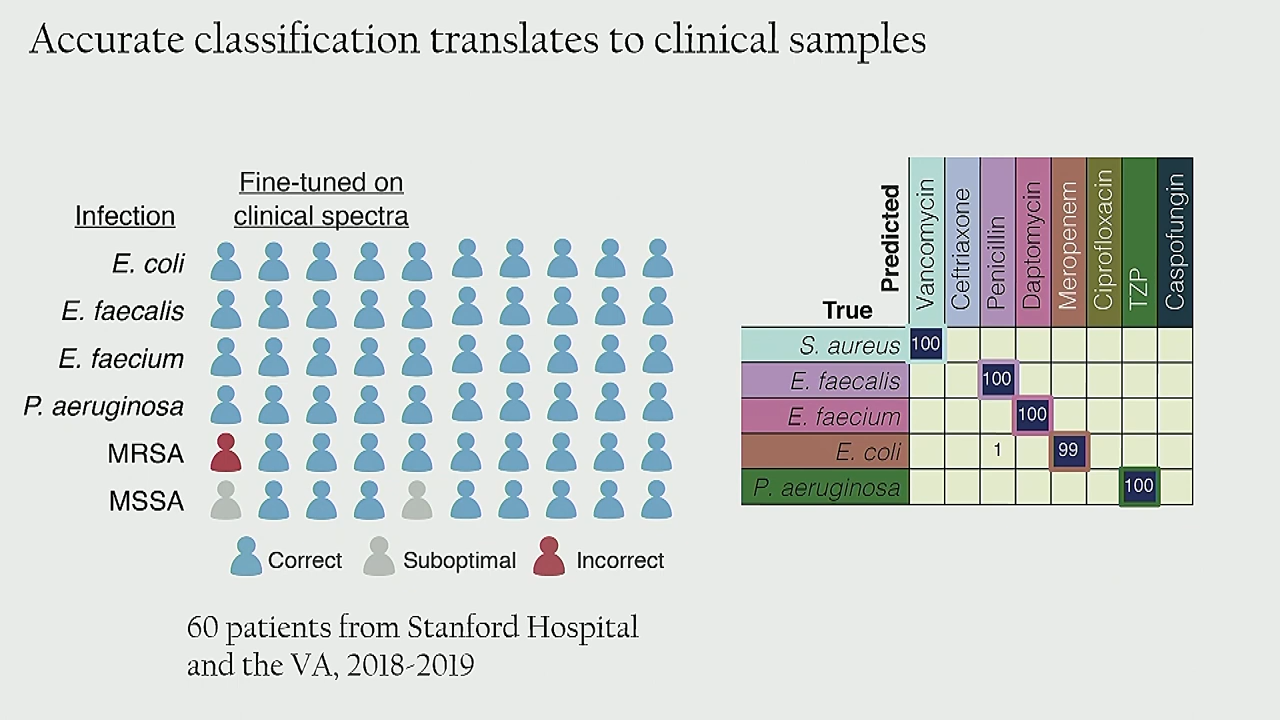 Accurate classification translates to clinical samples
Infection
Fine-tuned on
clinical spectra
E. coli
E. faecalis
E. faecium
P. aeruginosa
MRSA
MSSA
Correct
Suboptimal
Incorrect
60 patients from Stanford Hospital
and the VA, 2018-2019
Predicted
True
Vancomycin
Ceftriaxone
Penicillin
Daptomycin
Meropenem
Ciprofloxacin
TZP
Caspofungin
S. aureus 100
E. faecalis 100
E. faecium 100
E. coli 1 99
P. aeruginosa 100